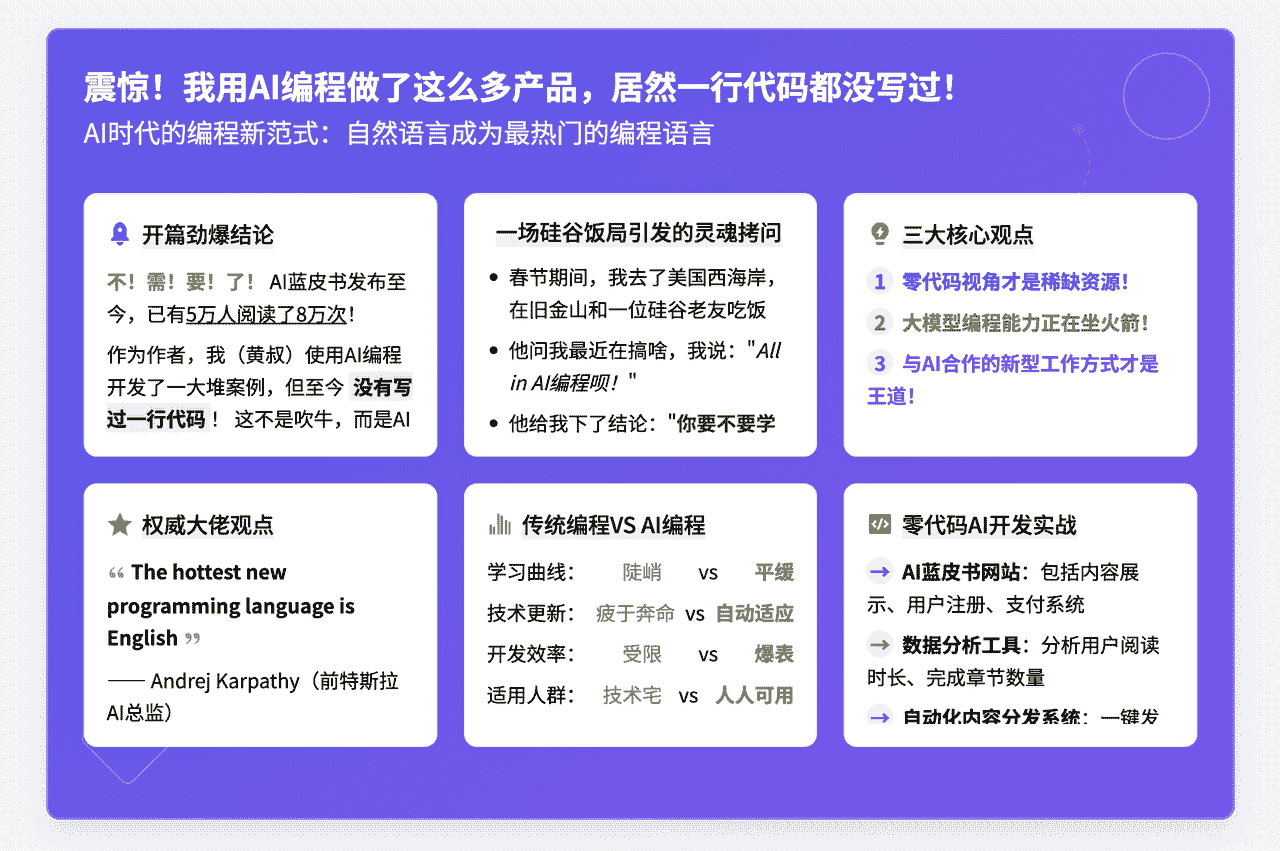 震惊！我用AI编程做了这么多产品，居然一行代码都没写过！
AI时代的编程新范式：自然语言成为最热门的编程语言
开篇劲爆结论
不！需！要！了！ AI蓝皮书发布至
今，已有5万人阅读了8万次！
作为作者，我（黄叔）使用AI编程
开发了一大堆案例，但至今 没有写
过一行代码 ！ 这不是吹牛，而是AI
一场硅谷饭局引发的灵魂拷问
• 春节期间，我去了美国西海岸，
在旧金山和一位硅谷老友吃饭
• 他问我最近在搞啥，我说："All
in AI编程呗！"
• 他给我下了结论："你要不要学
三大核心观点
1 零代码视角才是稀缺资源！
2 大模型编程能力正在坐火箭！
3 与AI合作的新型工作方式才是
王道！
权威大佬观点
“ The hottest new
programming language is
English ”
—— Andrej Karpathy（前特斯拉
AI总监）
传统编程VS AI编程
学习曲线： 陡峭 vs 平缓
技术更新： 疲于奔命 vs 自动适应
开发效率： 受限 vs 爆表
适用人群： 技术宅 vs 人人可用
零代码AI开发实战
→ AI蓝皮书网站：包括内容展
示、用户注册、支付系统
→ 数据分析工具：分析用户阅读
时长、完成章节数量
→ 自动化内容分发系统：一键发